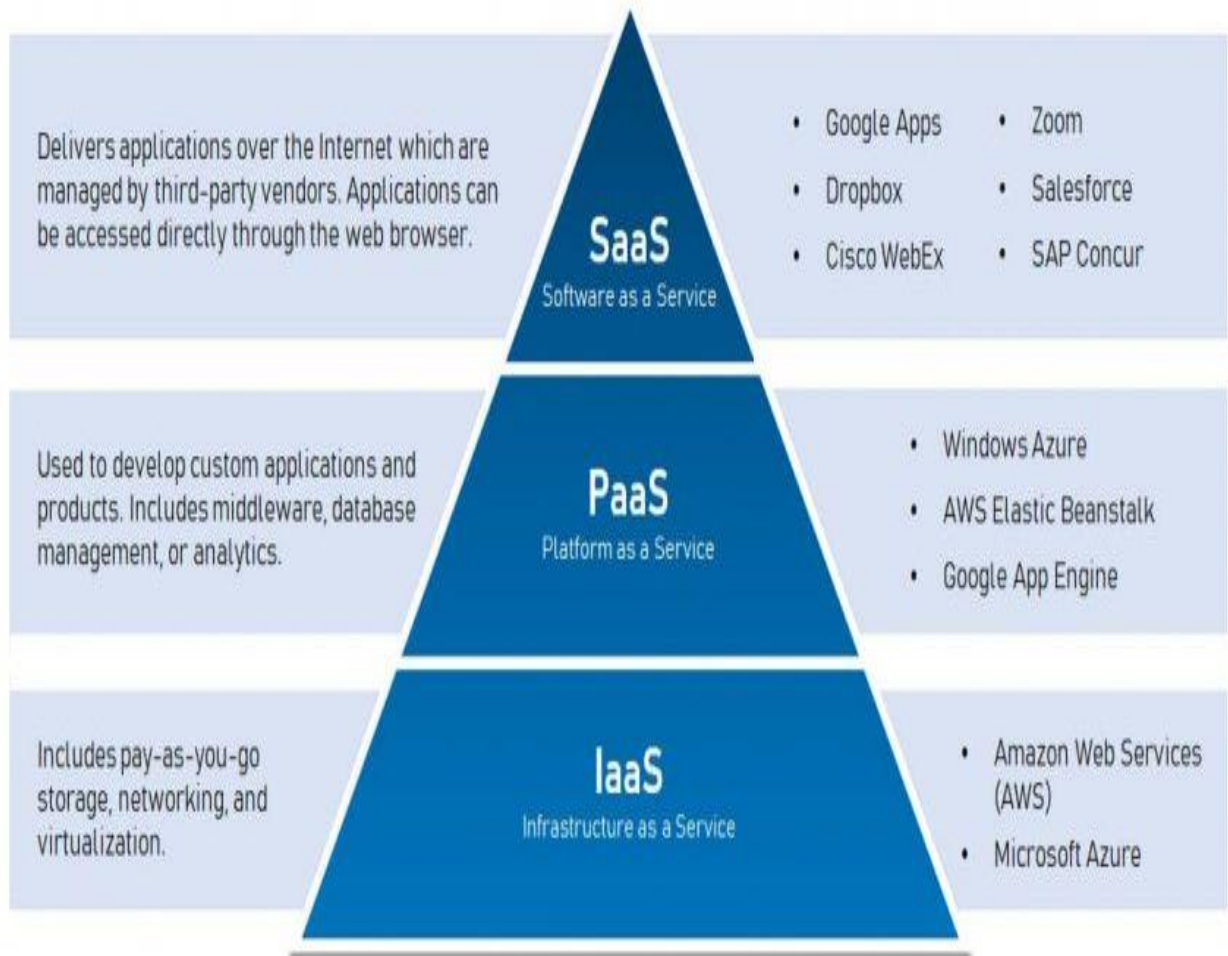 Delivers applications over the Internet which are
managed by third-party vendors. Applications can
be accessed directly through the web browser.
SaaS
Software as a Service
• Google Apps
• Dropbox
• Cisco WebEx
• Zoom
• Salesforce
• SAP Concur
Used to develop custom applications and
products. Includes middleware, database
management, or analytics.
PaaS
Platform as a Service
• Windows Azure
• AWS Elastic Beanstalk
• Google App Engine
Includes pay-as-you-go
storage, networking, and
virtualization.
IaaS
Infrastructure as a Service
• Amazon Web Services
(AWS)
• Microsoft Azure